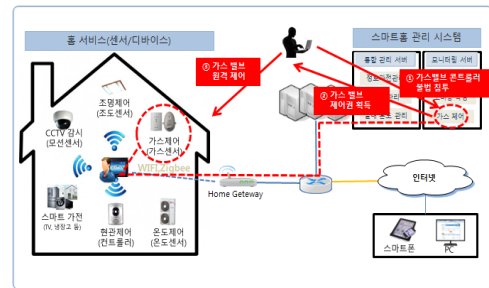 홈 서비스(센서/디바이스)
스마트홈 관리 시스템
③ 가스 밸브
원격 제어
② 가스 밸브
제어권 획득
① 가스밸브 콘트롤러
불법 침투
통합 관리 서버
모니터링 서버
가스 제어
조명제어
(조도센서)
CCTV 감시
(모션센서)
가스제어
(가스센서)
WIFI,Zigbee
스마트 가전
(TV, 냉장고 등)
현관제어
(컨트롤러)
온도제어
(온도센서)
Home Geteway
인터넷
스마트폰
PC